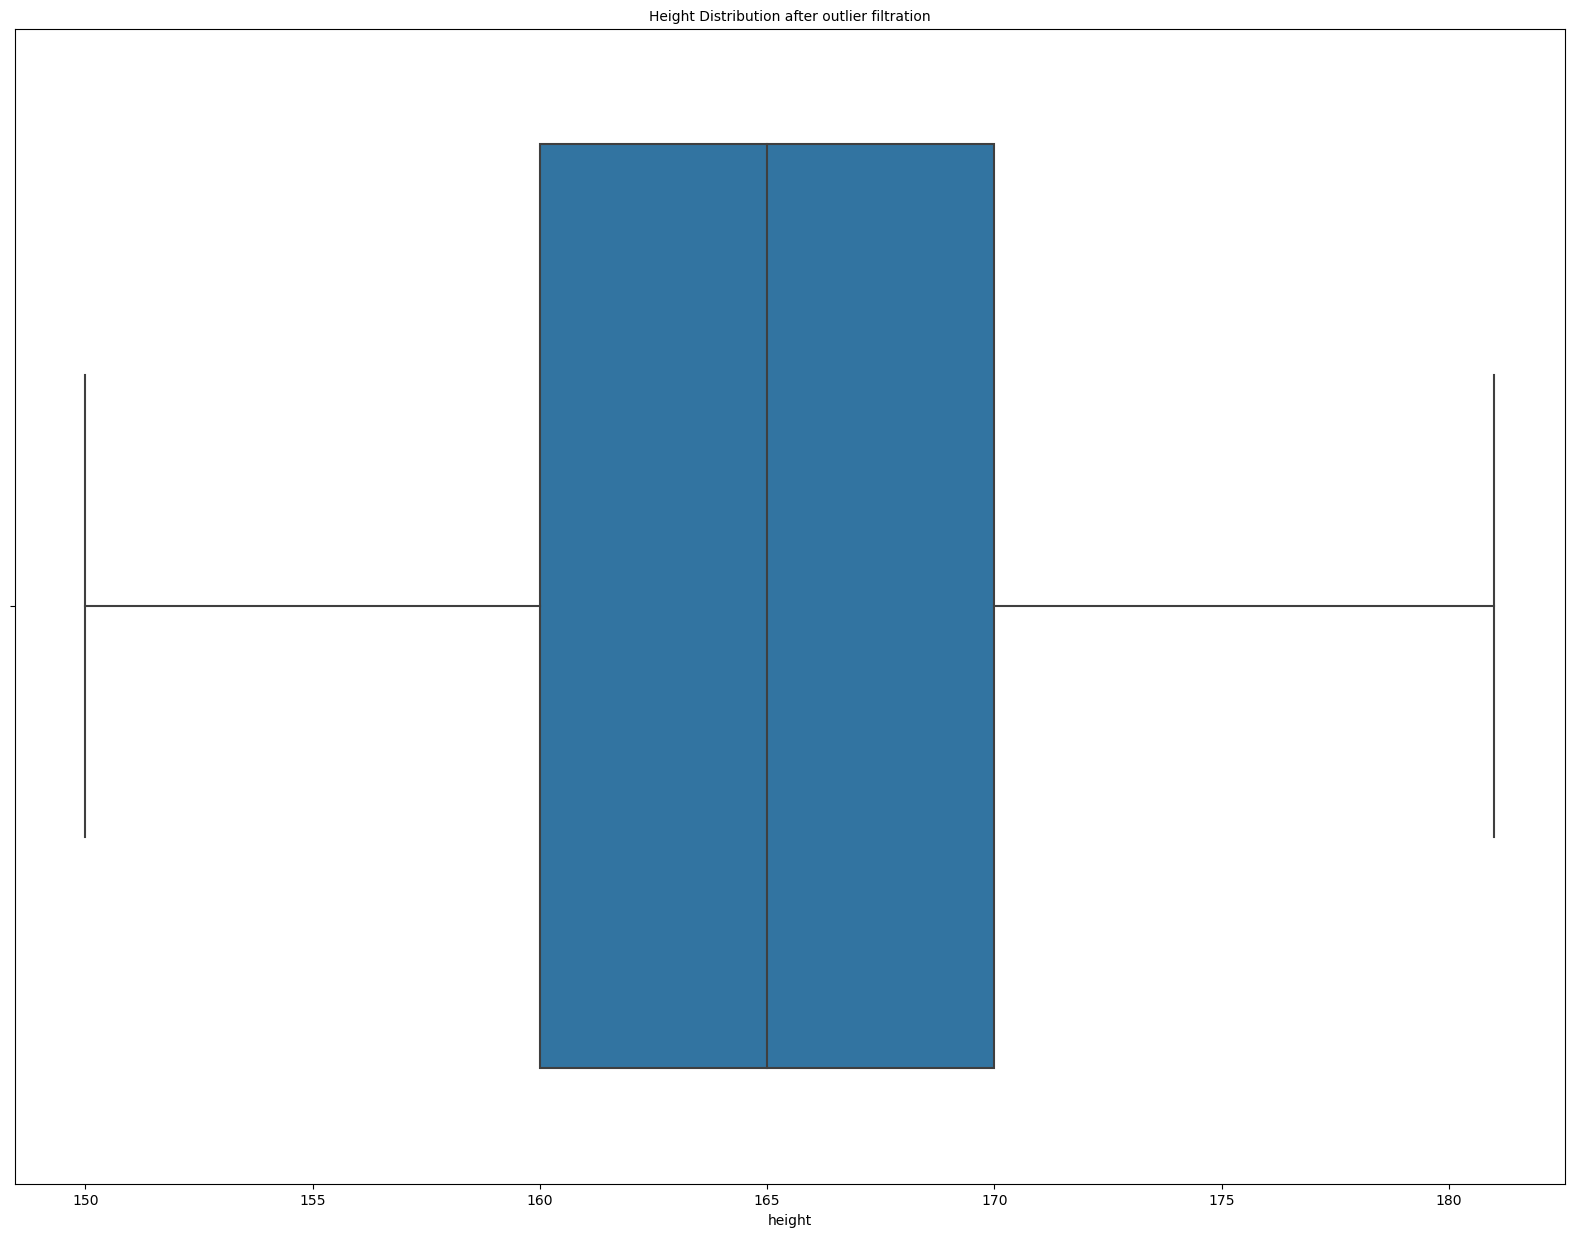 Height Distribution after outlier filtration
150 155 160 165 170 175 180
height